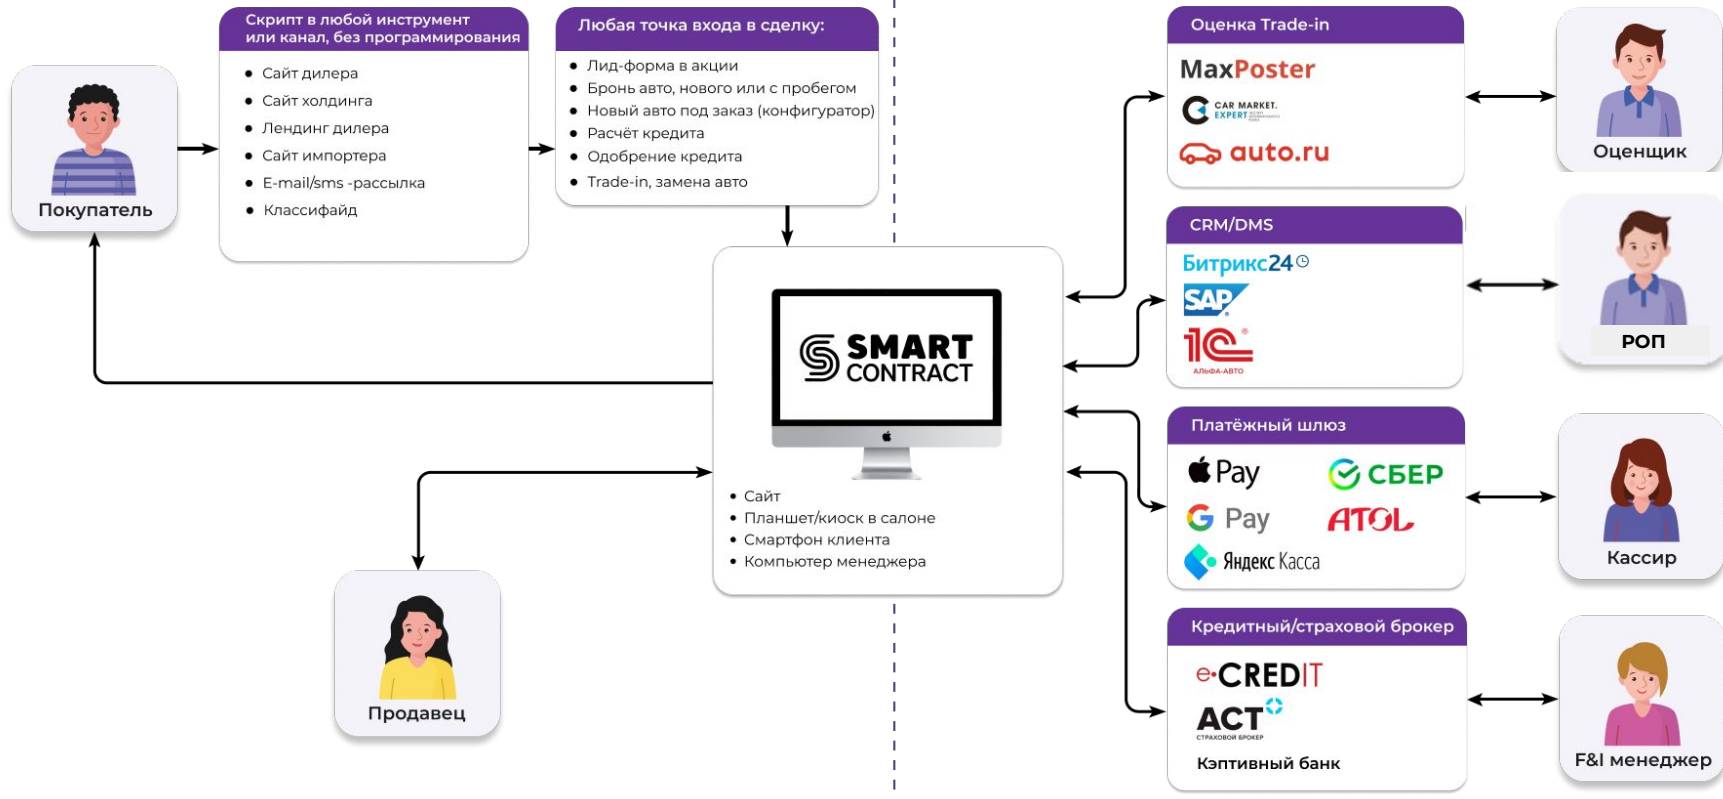 Скрипт в любой инструмент
или канал, без программирования
Сайт дилера
Сайт холдинга
Лендинг дилера
Сайт импортера
E-mail/sms -рассылка
Классифайд
Покупатель
Любая точка входа в сделку:
Лид-форма в акции
Бронь авто, нового или с пробегом
Новый авто под заказ (конфигуратор)
Расчёт кредита
Одобрение кредита
Trade-in, замена авто
SMART
CONTRACT
Сайт
Планшет/киоск в салоне
Смартфон клиента
Компьютер менеджера
Продавец
Оценка Trade-in
MaxPoster
CAR MARKET.
EXPERT
auto.ru
Оценщик
CRM/DMS
Битрикс24
SAP
1С
АЛЬФА-АВТО
РОП
Платёжный шлюз
Pay
СБЕР
G Pay
ATOL
Яндекс Касса
Кассир
Кредитный/страховой брокер
e·CREDIT
АСТ
СТРАХОВОЙ БРОКЕР
Кэптивный банк
F&I менеджер